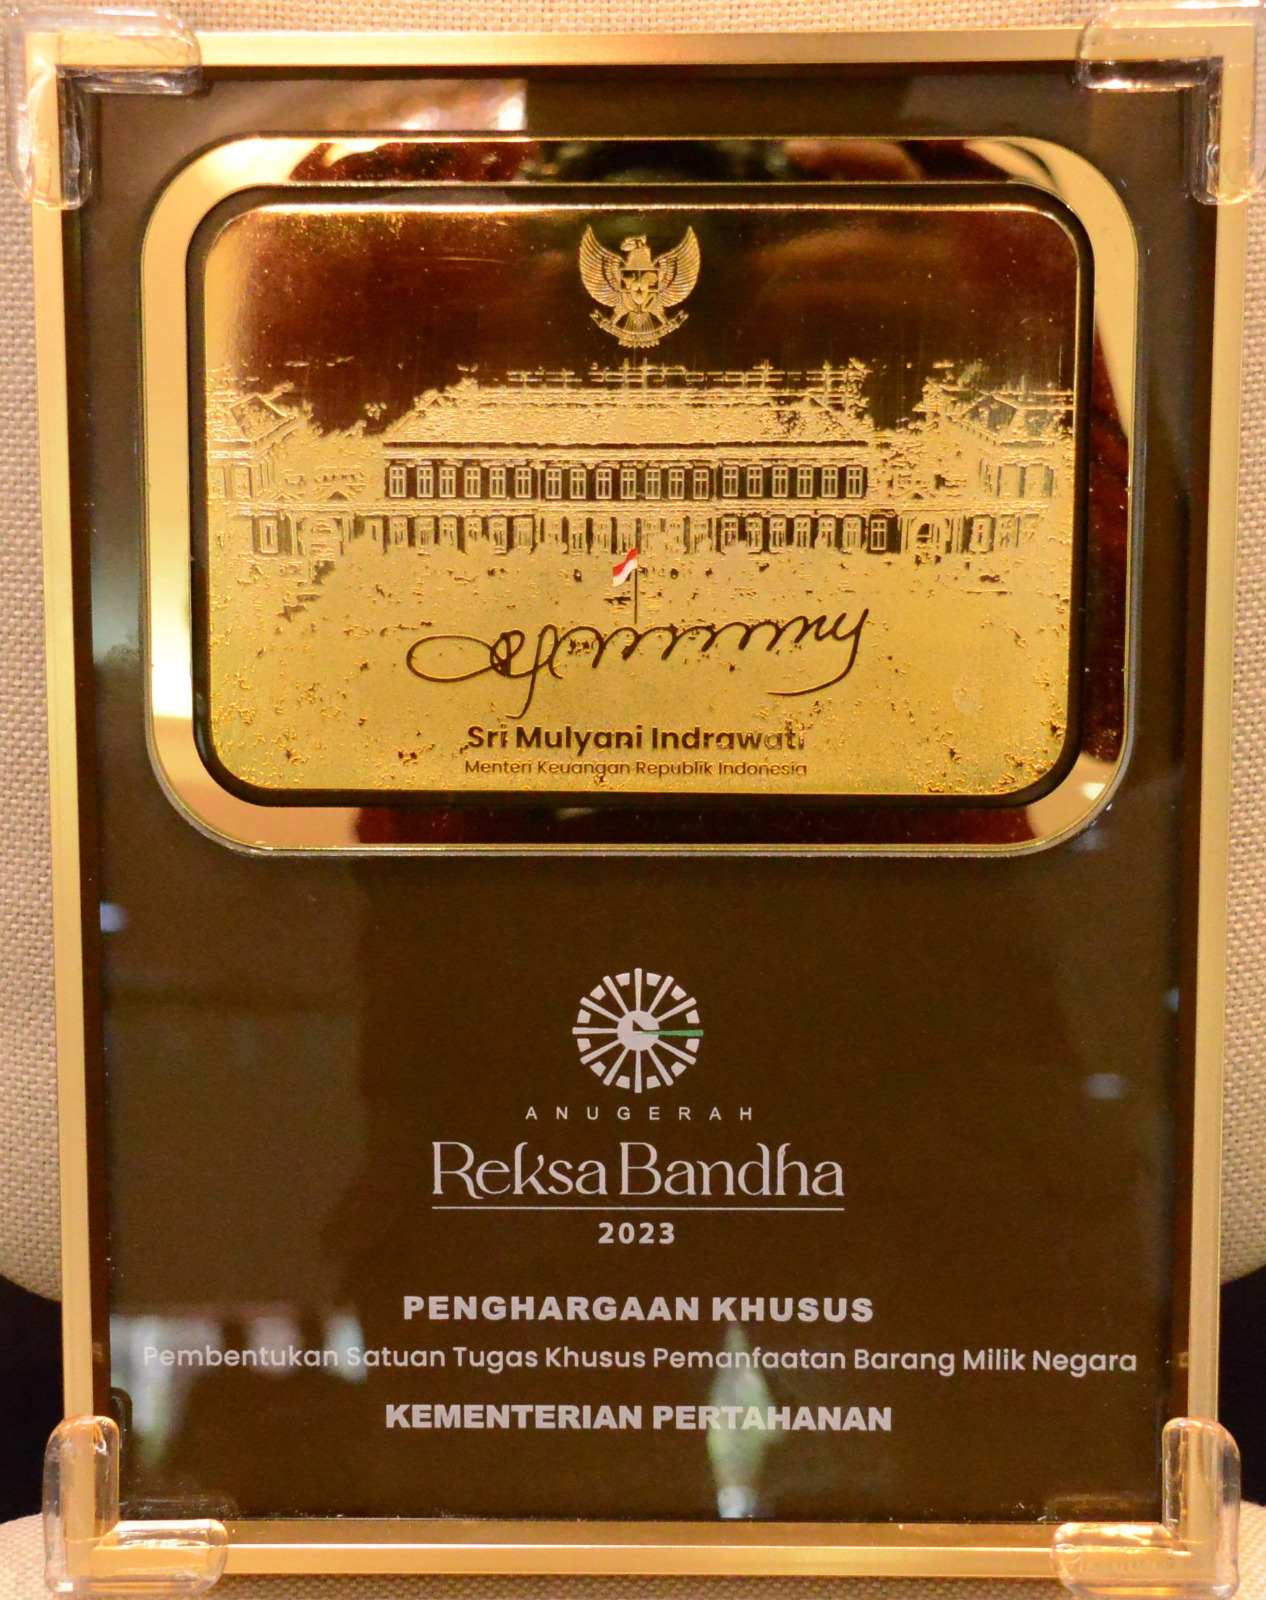 Sri Mulyani Indrawati
Menteri Keuangan Republik Indonesia
ANUGERAH
Reksa Bandha
2023
PENGHARGAAN KHUSUS
Pembentukan Satuan Tugas Khusus Pemanfaatan Barang Milik Negara
KEMENTERIAN PERTAHANAN